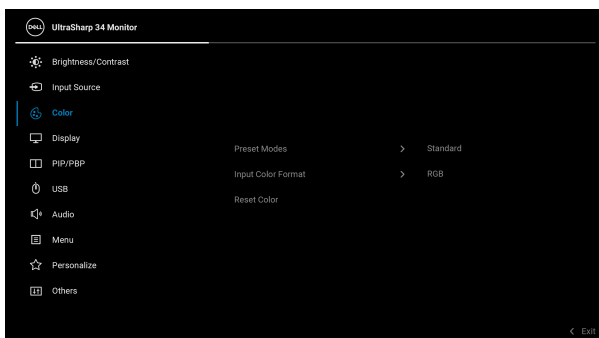 DELL UltraSharp 34 Monitor
Brightness/Contrast
Input Source
Color
Display
Preset Modes > Standard
PIP/PBP
Input Color Format > RGB
USB
Reset Color
Audio
Menu
Personalize
Others
< Exit